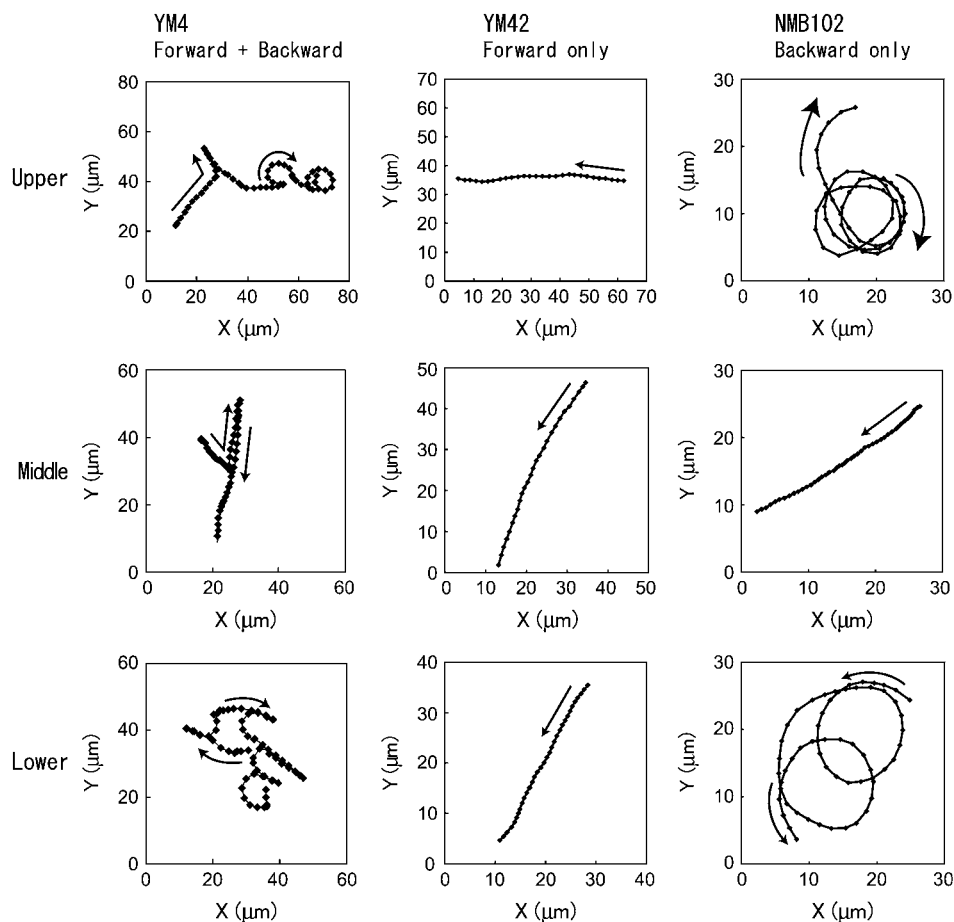 YM4
Forward + Backward
YM42
Forward only
NMB102
Backward only
Upper
Y (μm)
80
60
40
20
0
0 20 40 60 80
X (μm)
Y (μm)
70
60
50
40
30
20
10
0
0 10 20 30 40 50 60 70
X (μm)
Y (μm)
30
20
10
0
0 10 20 30
X (μm)
Middle
Y (μm)
60
40
20
0
0 20 40 60
X (μm)
Y (μm)
50
40
30
20
10
0
0 10 20 30 40 50
X (μm)
Y (μm)
30
20
10
0
0 10 20 30
X (μm)
Lower
Y (μm)
60
40
20
0
0 20 40 60
X (μm)
Y (μm)
40
30
20
10
0
0 10 20 30 40
X (μm)
Y (μm)
30
20
10
0
0 10 20 30
X (μm)